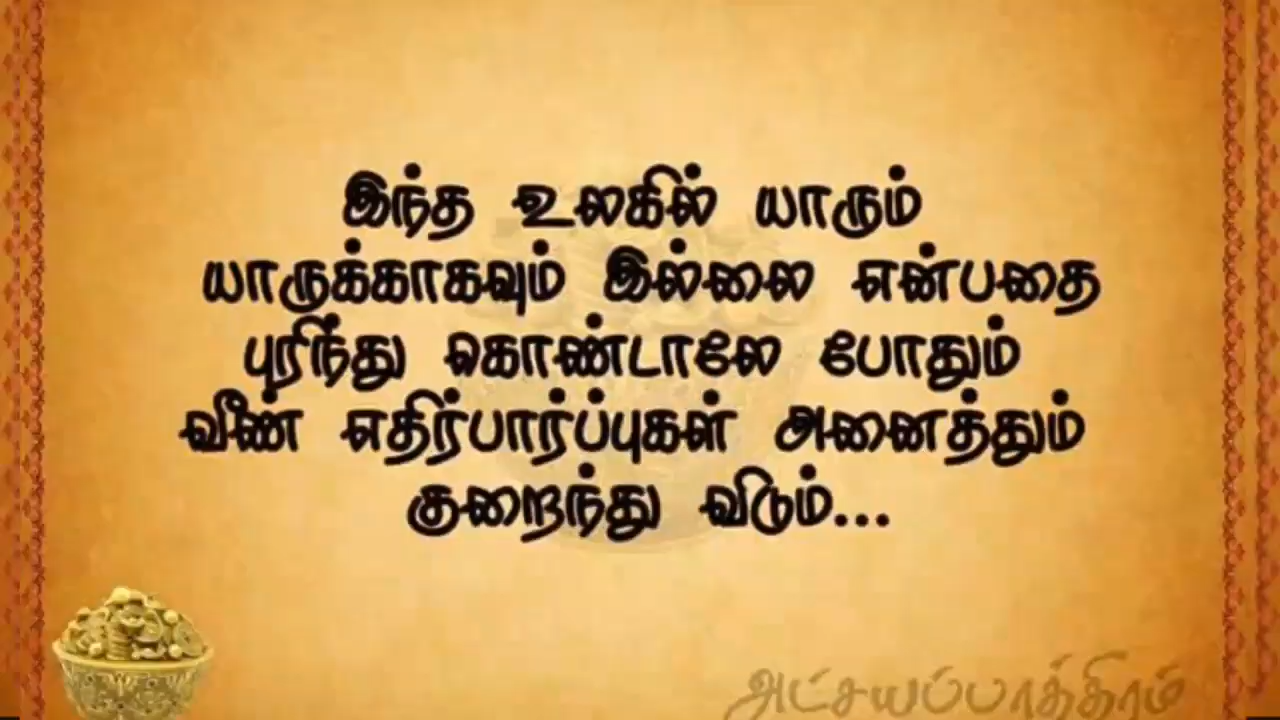 இந்த உலகில் யாரும்
யாருக்காகவும் இல்லை என்பதை
புரிந்து கொண்டாலே போதும்
வீண் எதிர்பார்ப்புகள் அனைத்தும்
குறைந்து விடும்...
அட்சயப்பாத்திரம்